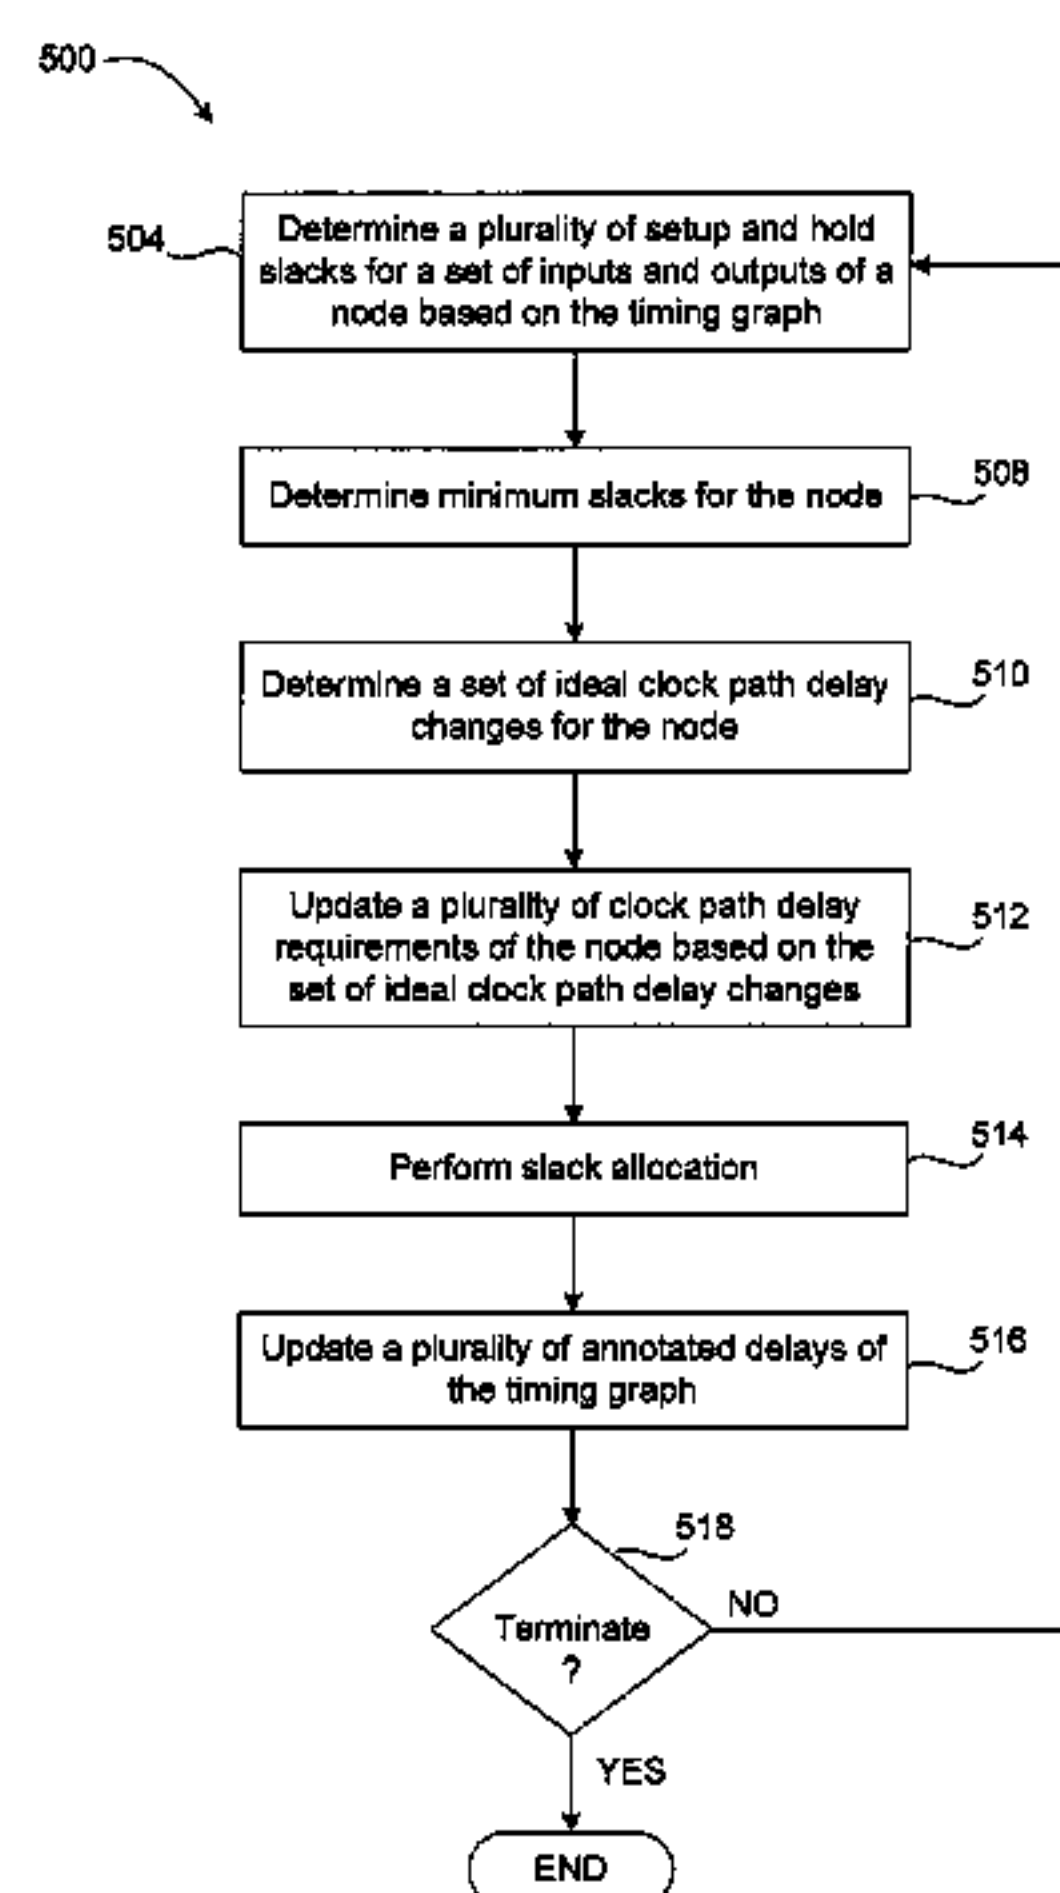 500
504
Determine a plurality of setup and hold
slacks for a set of inputs and outputs of a
node based on the timing graph
508
Determine minimum slacks for the node
510
Determine a set of ideal clock path delay
changes for the node
512
Update a plurality of clock path delay
requirements of the node based on the
set of ideal clock path delay changes
514
Perform slack allocation
516
Update a plurality of annotated delays of
the timing graph
518
Terminate
?
NO
YES
END